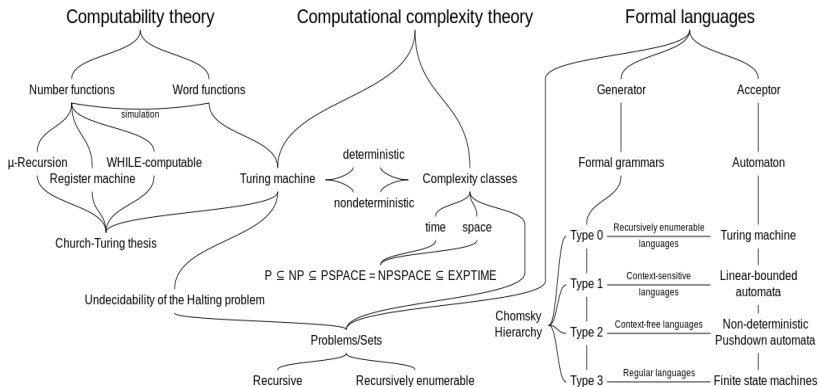 Computability theory
Computational complexity theory
Formal languages
Number functions
Word functions
Generator
Acceptor
simulation
μ-Recursion
WHILE-computable
Register machine
Turing machine
deterministic
nondeterministic
Complexity classes
Formal grammars
Automaton
Church-Turing thesis
time
space
P ⊆ NP ⊆ PSPACE = NPSPACE ⊆ EXPTIME
Undecidability of the Halting problem
Problems/Sets
Recursive
Recursively enumerable
Chomsky
Hierarchy
Type 0
Recursively enumerable
languages
Turing machine
Type 1
Context-sensitive
languages
Linear-bounded
automata
Type 2
Context-free languages
Non-deterministic
Pushdown automata
Type 3
Regular languages
Finite state machines